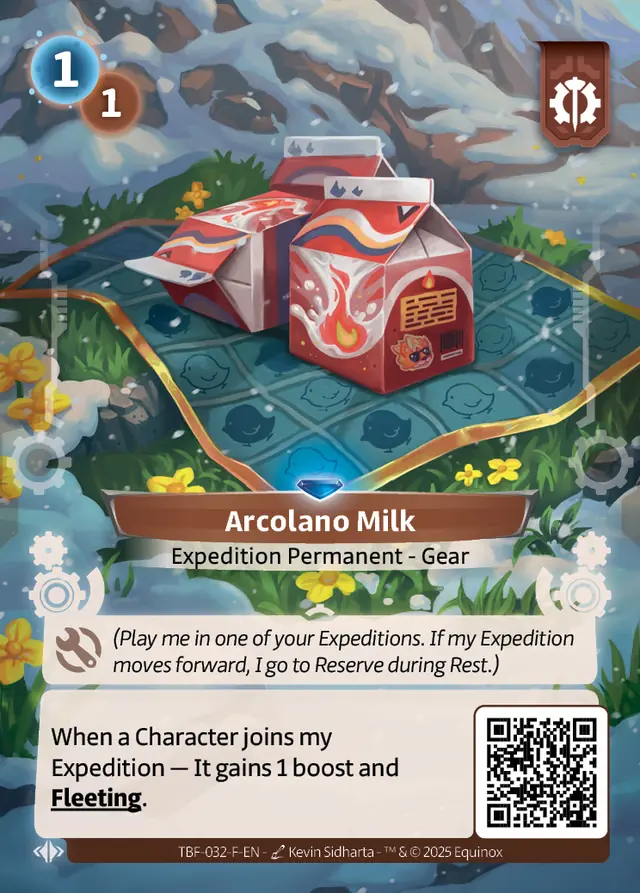 1
1
Arcolano Milk
Expedition Permanent - Gear
(Play me in one of your Expeditions. If my Expedition
moves forward, I go to Reserve during Rest.)
When a Character joins my
Expedition — It gains 1 boost and
Fleeting.
TBF-032-F-EN - Kevin Sidharta - ™ & © 2025 Equinox